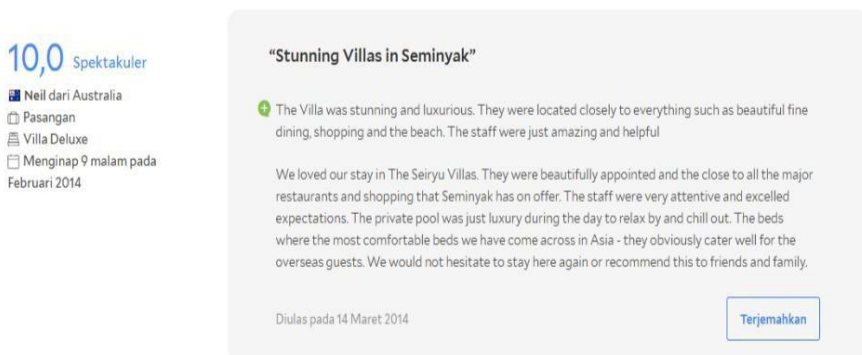 10,0 Spektakuler
Neil dari Australia
Pasangan
Villa Deluxe
Menginap 9 malam pada
Februari 2014
“Stunning Villas in Seminyak”
The Villa was stunning and luxurious. They were located closely to everything such as beautiful fine
dining, shopping and the beach. The staff were just amazing and helpful
We loved our stay in The Seiryu Villas. They were beautifully appointed and the close to all the major
restaurants and shopping that Seminyak has on offer. The staff were very attentive and excelled
expectations. The private pool was just luxury during the day to relax by and chill out. The beds
where the most comfortable beds we have come across in Asia - they obviously cater well for the
overseas guests. We would not hesitate to stay here again or recommend this to friends and family.
Diulas pada 14 Maret 2014
Terjemahkan